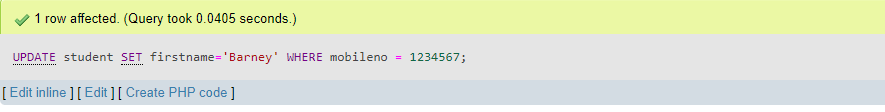 1 row affected. (Query took 0.0405 seconds.)
UPDATE student SET firstname='Barney' WHERE mobileno = 1234567;
[ Edit inline ] [ Edit ] [ Create PHP code ]